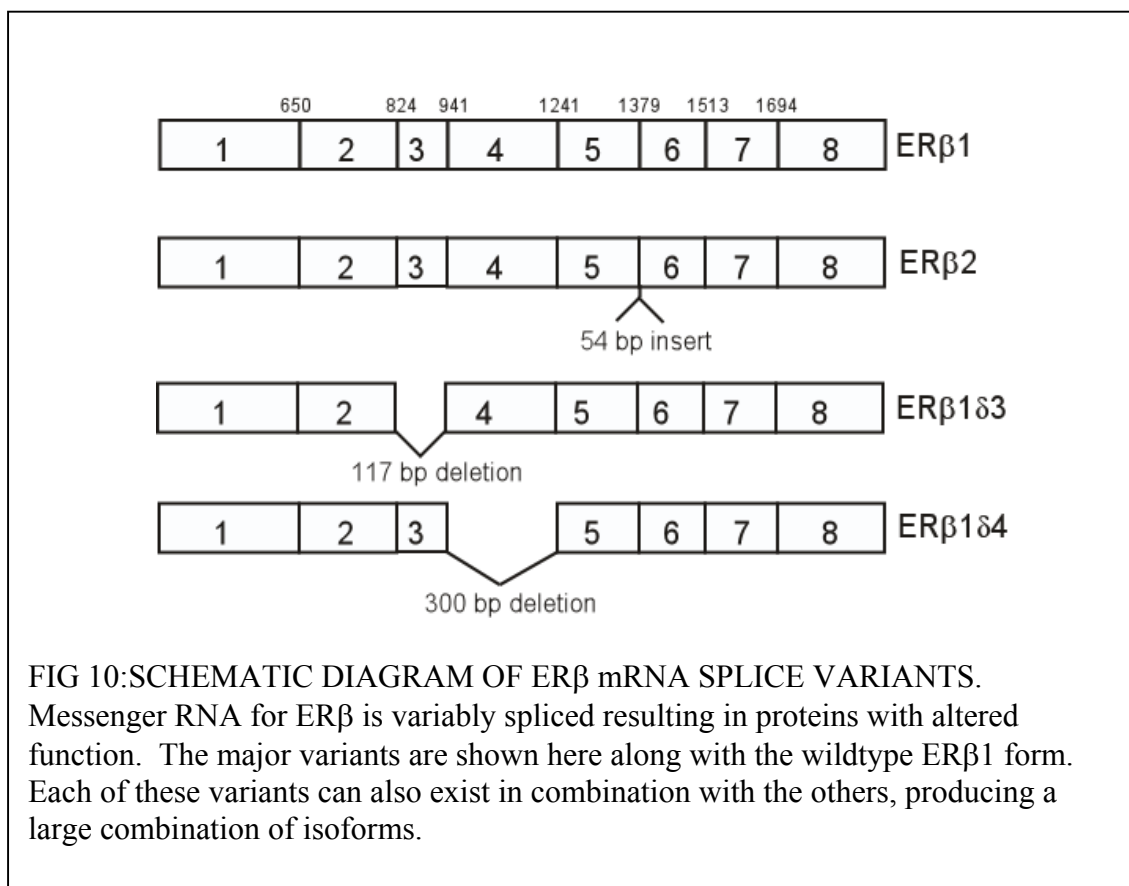 650 824 941 1241 1379 1513 1694
1 2 3 4 5 6 7 8 ERβ1
1 2 3 4 5 6 7 8 ERβ2
54 bp insert
1 2 4 5 6 7 8 ERβ1δ3
117 bp deletion
1 2 3 5 6 7 8 ERβ1δ4
300 bp deletion
FIG 10:SCHEMATIC DIAGRAM OF ERβ mRNA SPLICE VARIANTS.
Messenger RNA for ERβ is variably spliced resulting in proteins with altered
function. The major variants are shown here along with the wildtype ERβ1 form.
Each of these variants can also exist in combination with the others, producing a
large combination of isoforms.